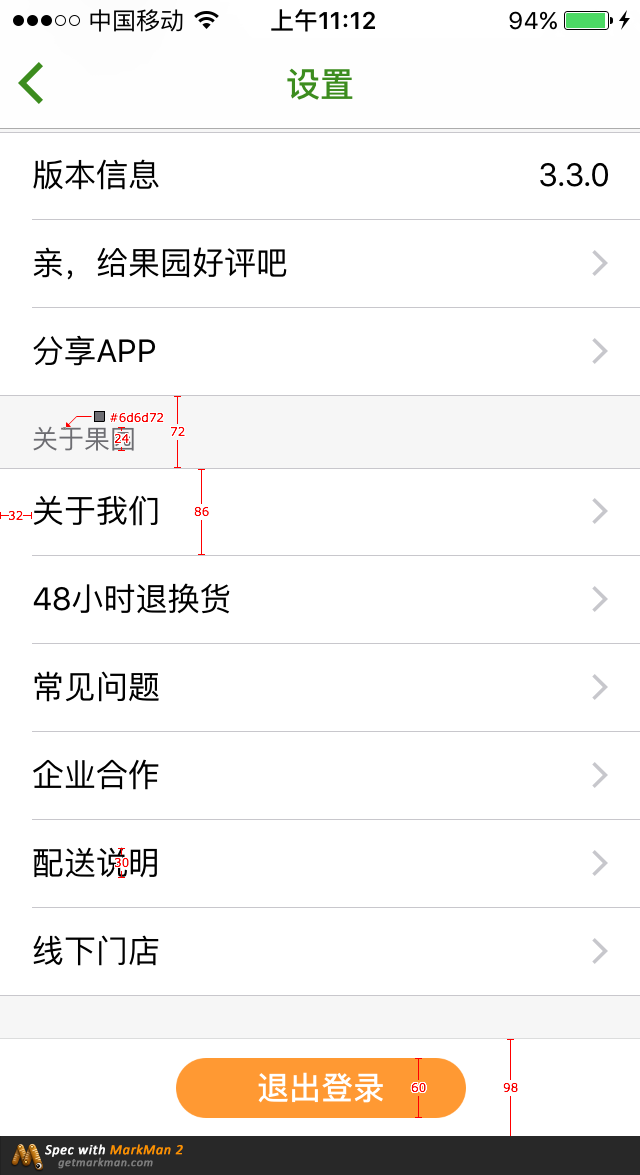 中国移动 上午11:12 94%
设置
版本信息 3.3.0
亲，给果园好评吧
分享APP
#6d6d72
关于果园
24
72
32
关于我们
86
48小时退换货
常见问题
企业合作
配送说明
30
线下门店
退出登录
60
98
Spec with MarkMan 2
getmarkman.com